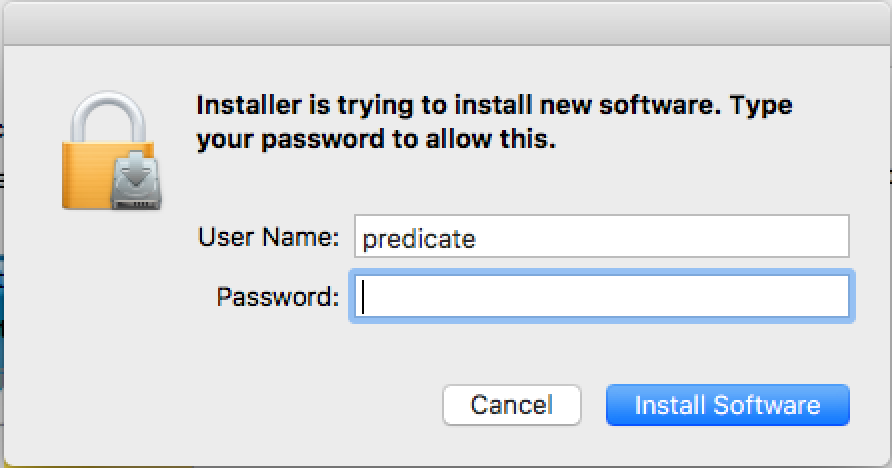 Installer is trying to install new software. Type
your password to allow this.
User Name: predicate
Password:
Cancel Install Software